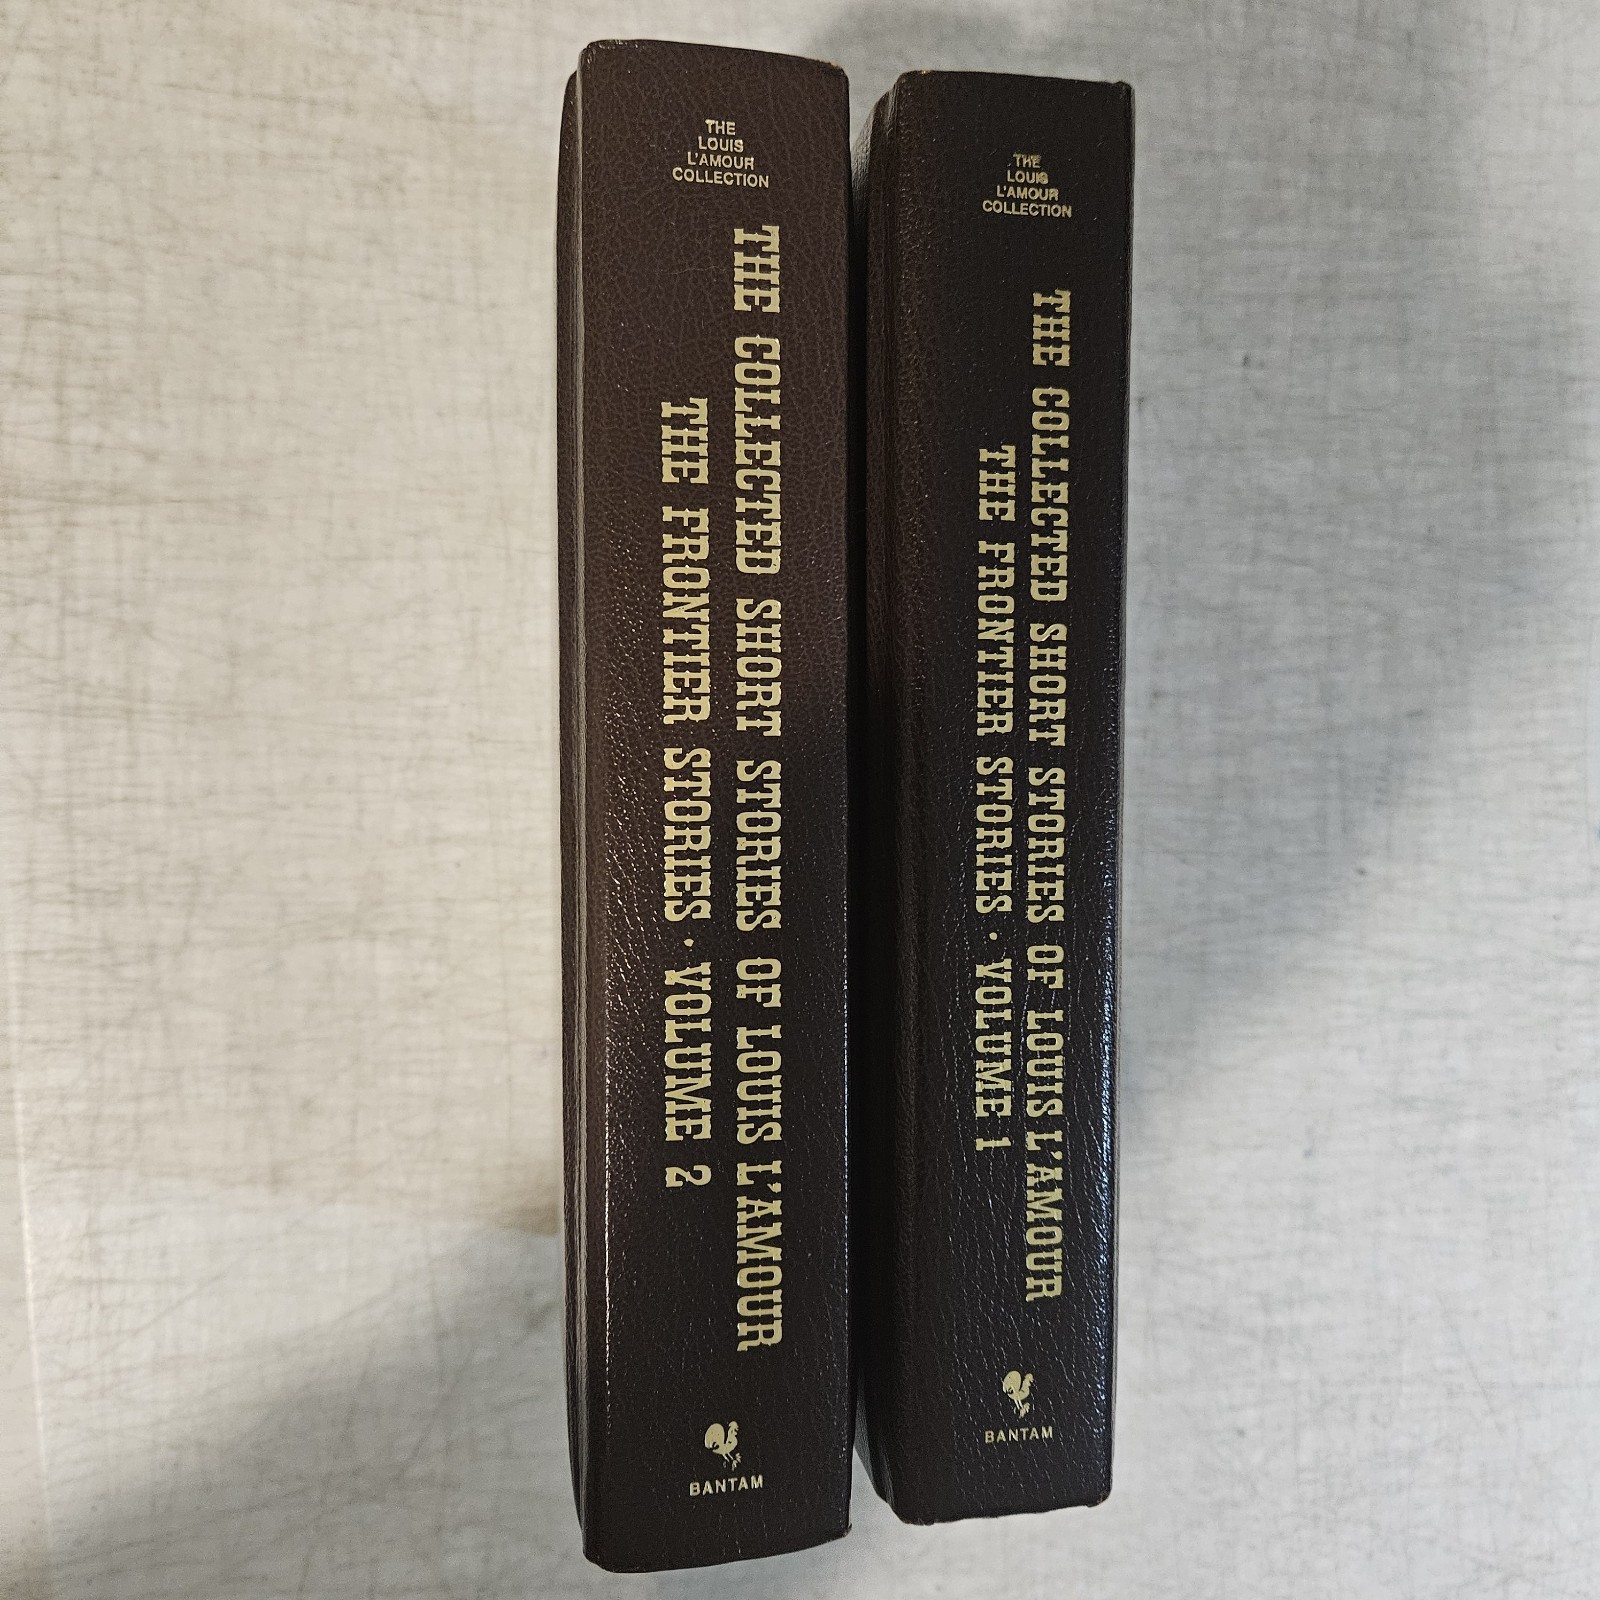 THE
LOUIS
L'AMOUR
COLLECTION
THE COLLECTED SHORT STORIES OF LOUIS L'AMOUR
THE FRONTIER STORIES · VOLUME 2
BANTAM
THE
LOUIS
L'AMOUR
COLLECTION
THE COLLECTED SHORT STORIES OF LOUIS L'AMOUR
THE FRONTIER STORIES · VOLUME 1
BANTAM